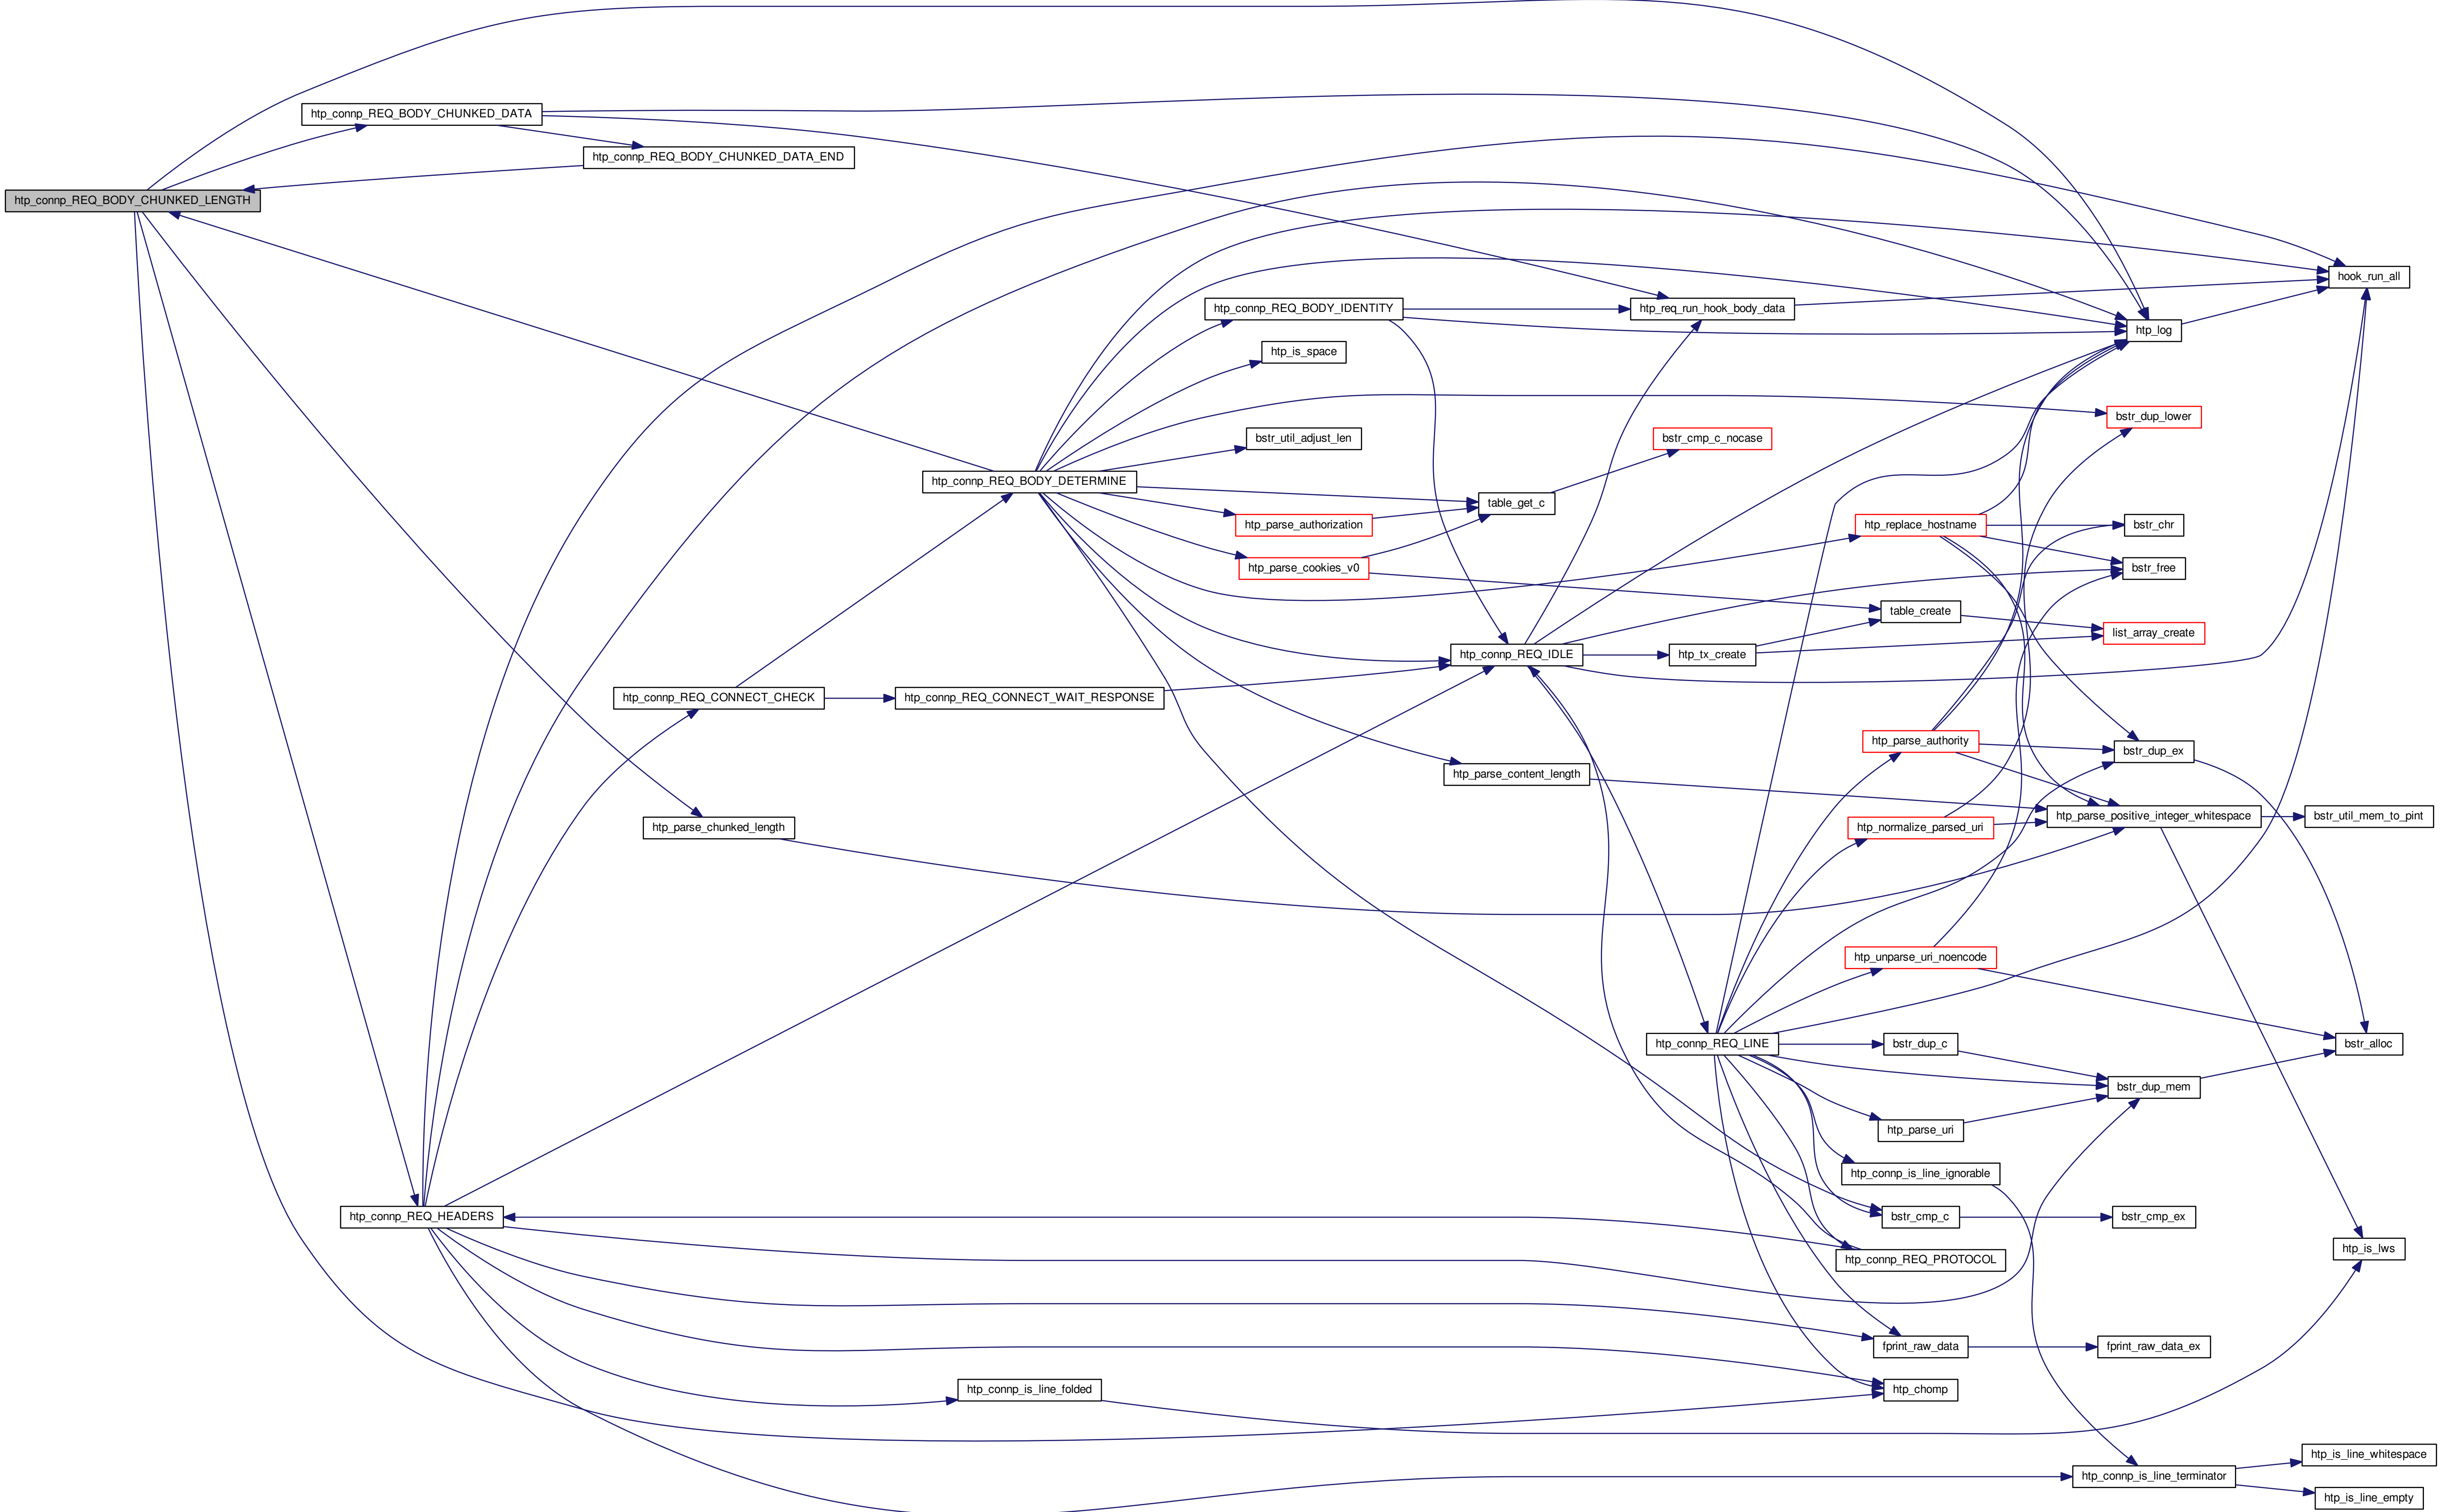 htp_connp_REQ_BODY_CHUNKED_DATA
htp_connp_REQ_BODY_CHUNKED_DATA_END
htp_connp_REQ_BODY_CHUNKED_LENGTH
hook_run_all
htp_connp_REQ_BODY_IDENTITY
htp_req_run_hook_body_data
htp_log
htp_is_space
bstr_dup_lower
bstr_util_adjust_len
bstr_cmp_c_nocase
htp_connp_REQ_BODY_DETERMINE
table_get_c
htp_parse_authorization
htp_replace_hostname
bstr_chr
htp_parse_cookies_v0
bstr_free
table_create
list_array_create
htp_connp_REQ_IDLE
htp_tx_create
htp_connp_REQ_CONNECT_CHECK
htp_connp_REQ_CONNECT_WAIT_RESPONSE
htp_parse_authority
bstr_dup_ex
htp_parse_content_length
htp_parse_positive_integer_whitespace
bstr_util_mem_to_pint
htp_parse_chunked_length
htp_normalize_parsed_uri
htp_unparse_uri_noencode
htp_connp_REQ_LINE
bstr_dup_c
bstr_alloc
bstr_dup_mem
htp_parse_uri
htp_connp_is_line_ignorable
htp_connp_REQ_HEADERS
bstr_cmp_c
bstr_cmp_ex
htp_is_lws
htp_connp_REQ_PROTOCOL
fprint_raw_data
fprint_raw_data_ex
htp_connp_is_line_folded
htp_chomp
htp_is_line_whitespace
htp_connp_is_line_terminator
htp_is_line_empty